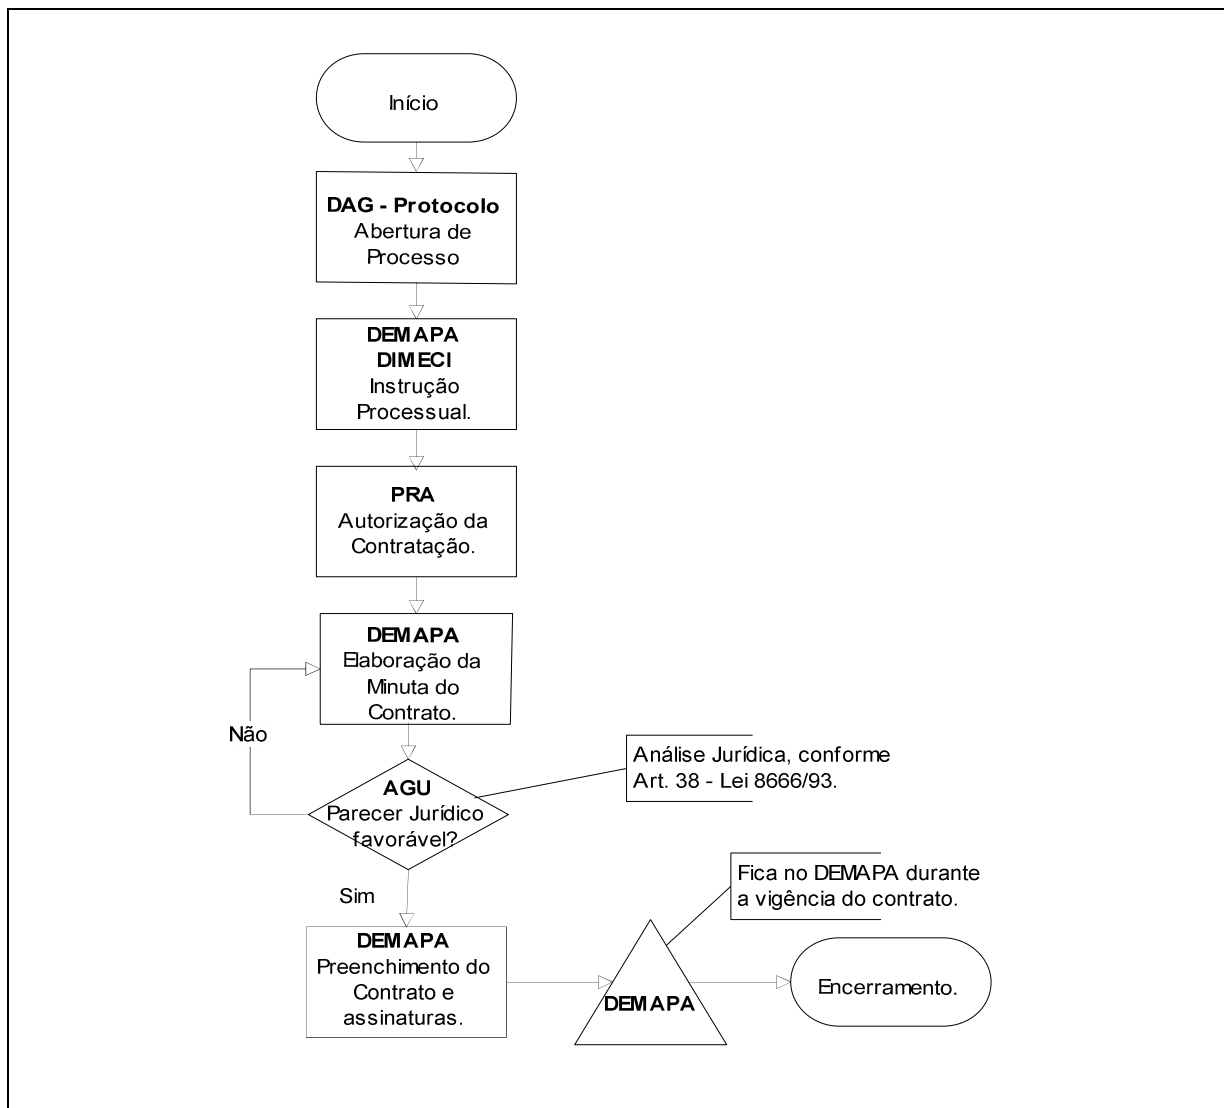 Início
DAG - Protocolo
Abertura de
Processo
DEMAPA
DIMECI
Instrução
Processual.
PRA
Autorização da
Contratação.
DEMAPA
Elaboração da
Minuta do
Contrato.
Não
AGU
Parecer Jurídico
favorável?
Análise Jurídica, conforme
Art. 38 - Lei 8666/93.
Sim
DEMAPA
Preenchimento do
Contrato e
assinaturas.
Fica no DEMAPA durante
a vigência do contrato.
DEMAPA
Encerramento.